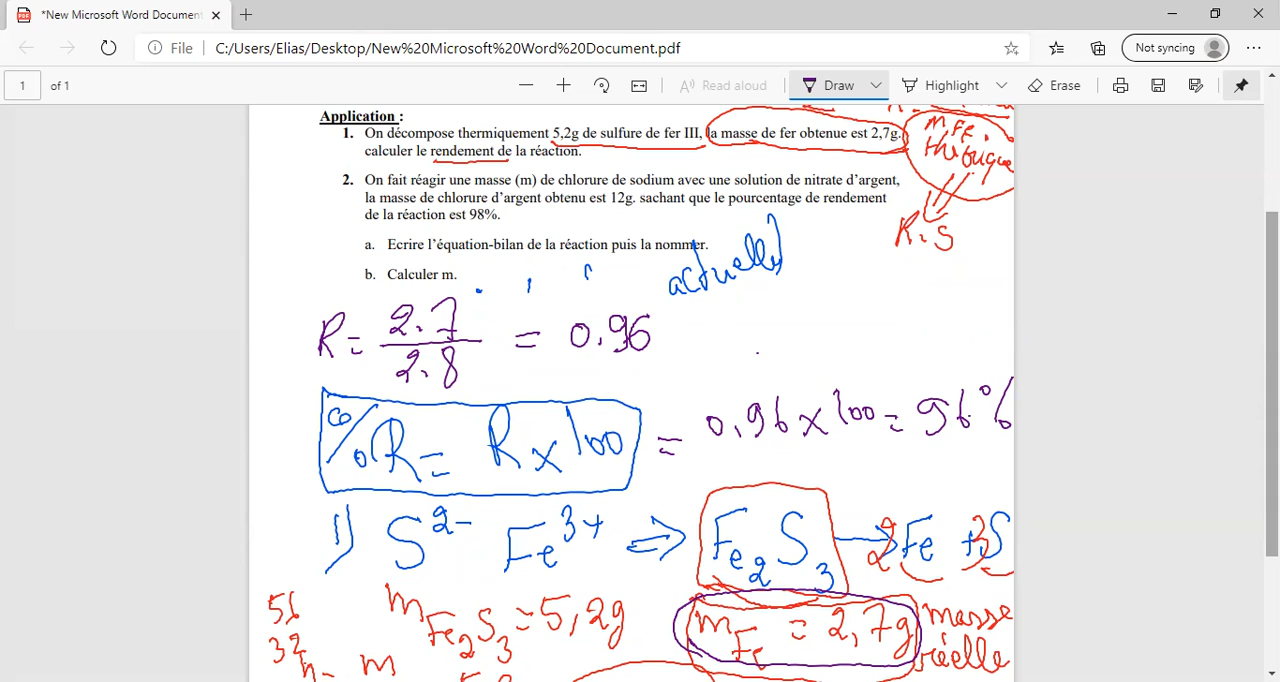 *New Microsoft Word Document
Not syncing
File
C:/Users/Elias/Desktop/New%20Microsoft%20Word%20Document.pdf
1 of 1
Read aloud
Draw
Highlight
Erase
Application :
1. On décompose thermiquement 5,2g de sulfure de fer III, la masse de fer obtenue est 2,7g.
calculer le rendement de la réaction.
m Fe.
R.S
2. On fait réagir une masse (m) de chlorure de sodium avec une solution de nitrate d'argent,
la masse de chlorure d'argent obtenu est 12g. sachant que le pourcentage de rendement
de la réaction est 98%.
a. Ecrire l'équation-bilan de la réaction puis la nommer.
b. Calculer m.
actuelle)
R = 2.7 / 2.8 = 0.96
%R = R x 100 = 0.96 x 100 = 96 %
1) S2- Fe3+ ⇔ Fe2S3 → 2Fe + 3S
56
32
mFe2S3 = 5,2g
mFe = 2,7g masse réelle
n = m